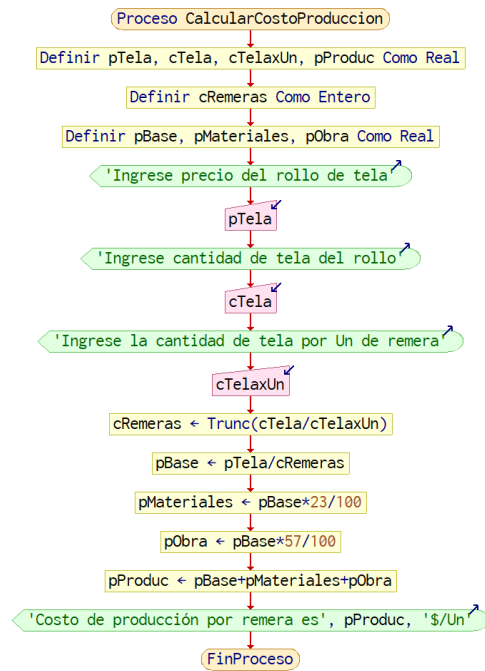 Proceso CalcularCostoProduccion
Definir pTela, cTela, cTelaxUn, pProduc Como Real
Definir cRemeras Como Entero
Definir pBase, pMateriales, pObra Como Real
'Ingrese precio del rollo de tela'
pTela
'Ingrese cantidad de tela del rollo'
cTela
'Ingrese la cantidad de tela por Un de remera'
cTelaxUn
cRemeras ← Trunc(cTela/cTelaxUn)
pBase ← pTela/cRemeras
pMateriales ← pBase*23/100
pObra ← pBase*57/100
pProduc ← pBase+pMateriales+pObra
'Costo de producción por remera es', pProduc, '$/Un'
FinProceso